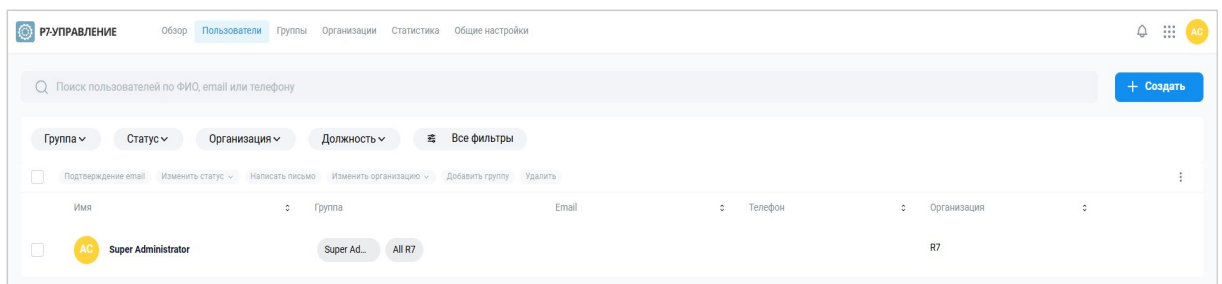 Р7-УПРАВЛЕНИЕ Обзор Пользователи Группы Организации Статистика Общие настройки АС
Поиск пользователей по ФИО, email или телефону + Создать
Группа Статус Организация Должность Все фильтры
Подтверждение email Изменить статус Написать письмо Изменить организацию Добавить группу Удалить
Имя Группа Email Телефон Организация
АС Super Administrator Super Ad... All R7 R7